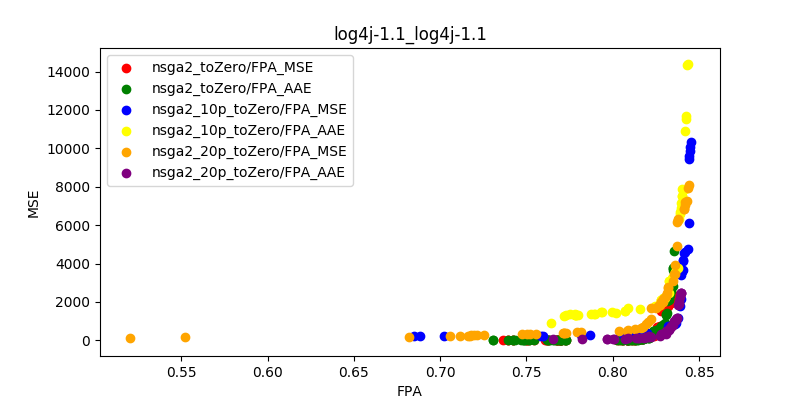 log4j-1.1_log4j-1.1
nsga2_toZero/FPA_MSE
nsga2_toZero/FPA_AAE
nsga2_10p_toZero/FPA_MSE
nsga2_10p_toZero/FPA_AAE
nsga2_20p_toZero/FPA_MSE
nsga2_20p_toZero/FPA_AAE
MSE
14000
12000
10000
8000
6000
4000
2000
0
0.55 0.60 0.65 0.70 0.75 0.80 0.85
FPA